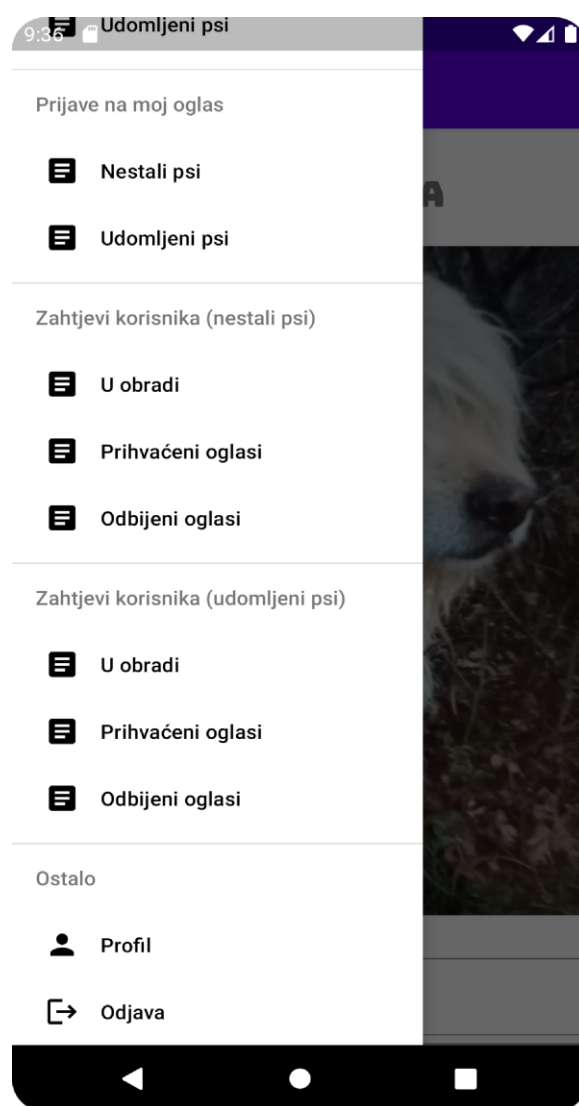 9:36
Udomljeni psi
Prijave na moj oglas
Nestali psi
Udomljeni psi
Zahtjevi korisnika (nestali psi)
U obradi
Prihvaćeni oglasi
Odbijeni oglasi
Zahtjevi korisnika (udomljeni psi)
U obradi
Prihvaćeni oglasi
Odbijeni oglasi
Ostalo
Profil
Odjava
A